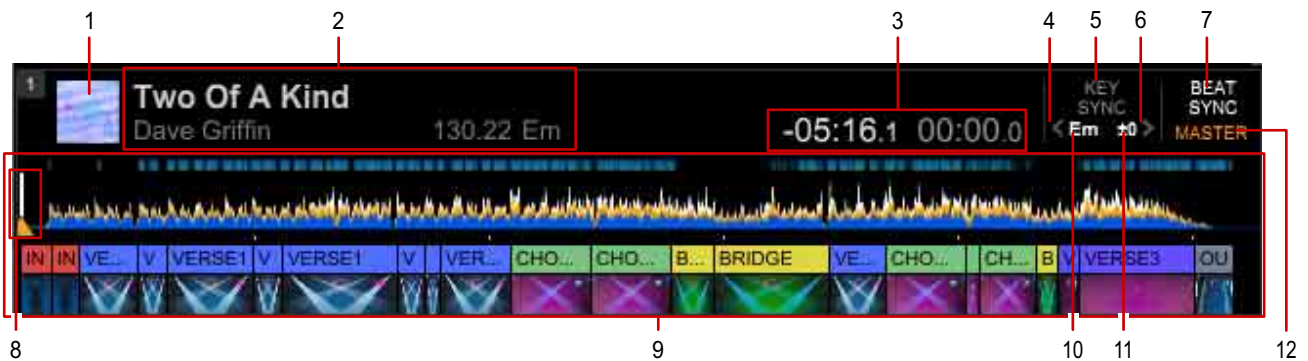 1 2 3 4 5 6 7
1
Two Of A Kind
Dave Griffin 130.22 Em
-05:16.1 00:00.0
KEY
SYNC
< Em ±0 >
BEAT
SYNC
MASTER
IN IN VE... V VERSE1 V VERSE1 V VER... CHO... CHO... B... BRIDGE VE... CHO... CH... B V VERSE3 OU
8 9 10 11 12